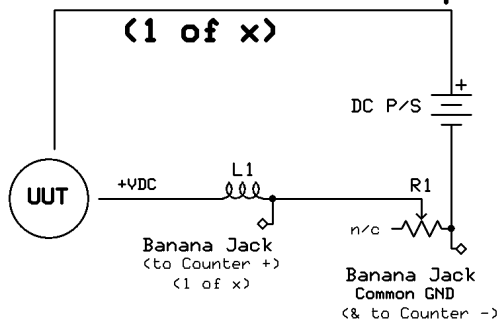 (1 of x)
+
DC P/S
L1
R1
UUT
+VDC
n/c
Banana Jack
(to Counter +)
(1 of x)
Banana Jack
Common GND
(& to Counter -)